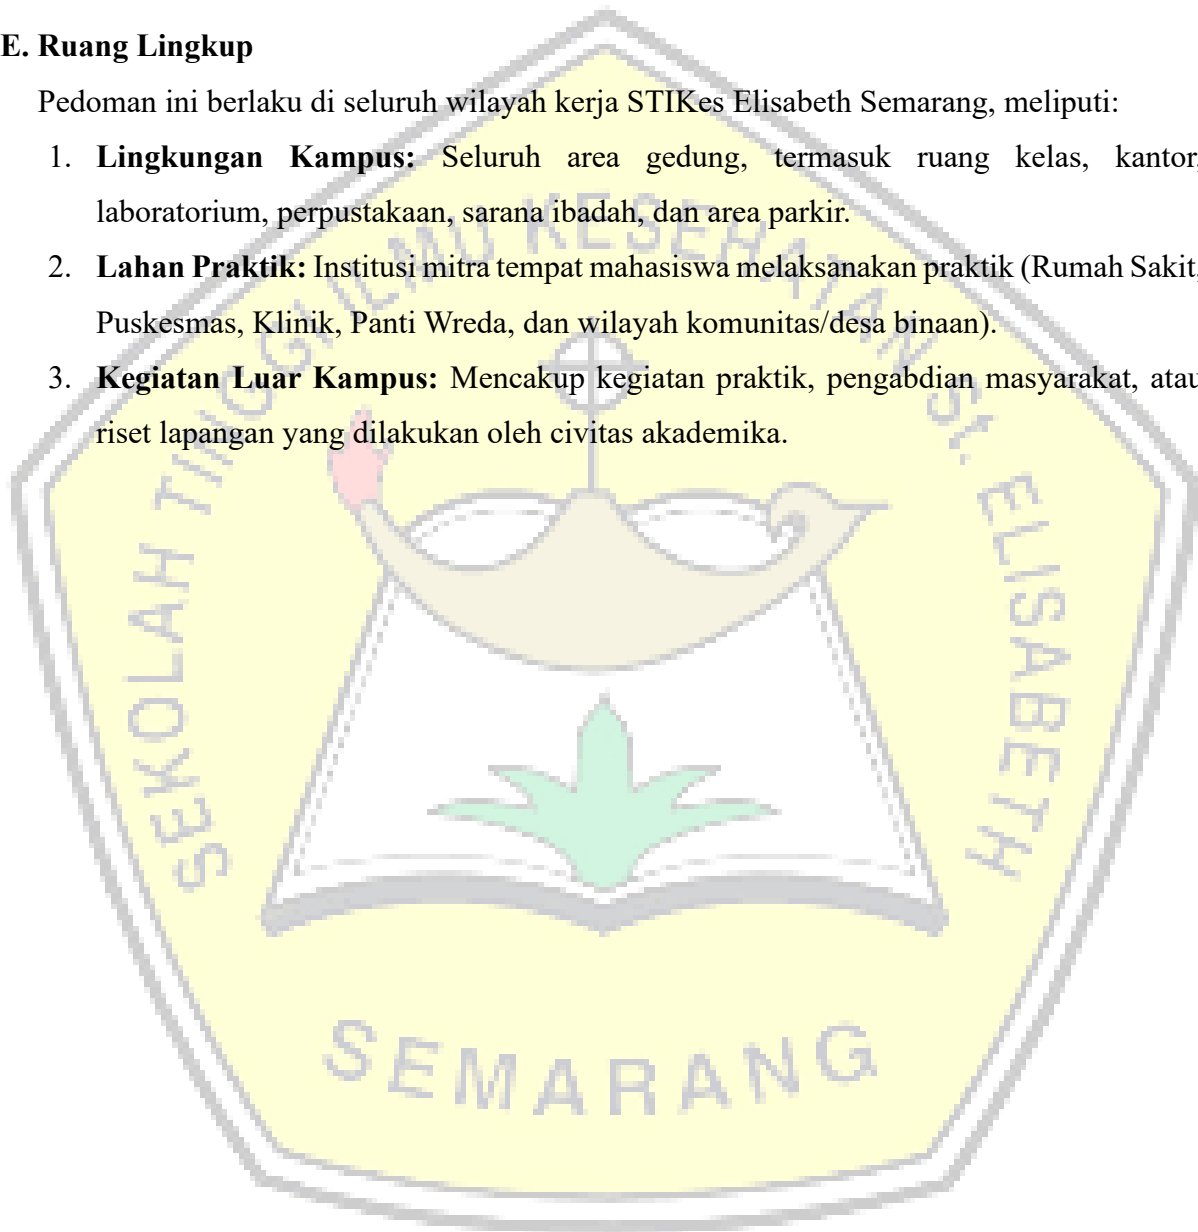 E. Ruang Lingkup
Pedoman ini berlaku di seluruh wilayah kerja STIKes Elisabeth Semarang, meliputi:
1. Lingkungan Kampus: Seluruh area gedung, termasuk ruang kelas, kantor,
laboratorium, perpustakaan, sarana ibadah, dan area parkir.
2. Lahan Praktik: Institusi mitra tempat mahasiswa melaksanakan praktik (Rumah Sakit,
Puskesmas, Klinik, Panti Wreda, dan wilayah komunitas/desa binaan).
3. Kegiatan Luar Kampus: Mencakup kegiatan praktik, pengabdian masyarakat, atau
riset lapangan yang dilakukan oleh civitas akademika.
SEKOLAH TINGGI ILMU KESEHATAN St. ELISABETH
SEMARANG